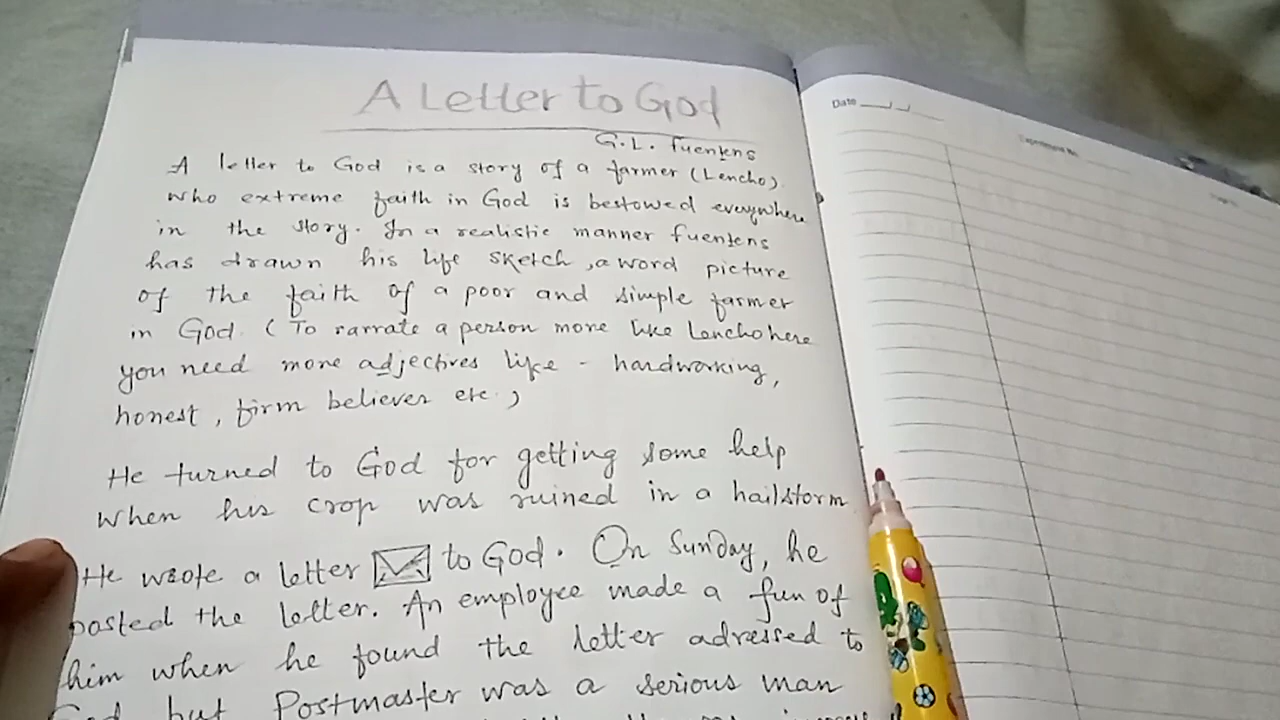 A Letter to God
G.L. Fuentens
A letter to God is a story of a farmer (Lencho)
who extreme faith in God is bestowed everywhere
in the story. In a realistic manner fuentens
has drawn his life sketch, a word picture
of the faith of a poor and simple farmer
in God. (To narrate a person more like Lencho here
you need more adjectives like - hardworking,
honest, firm believer etc.)
He turned to God for getting some help
when his crop was ruined in a hailstorm
He wrote a letter to God. On Sunday, he
posted the letter. An employee made a fun of
him when he found the letter adressed to
God but Postmaster was a serious man
Date
Experiment No.